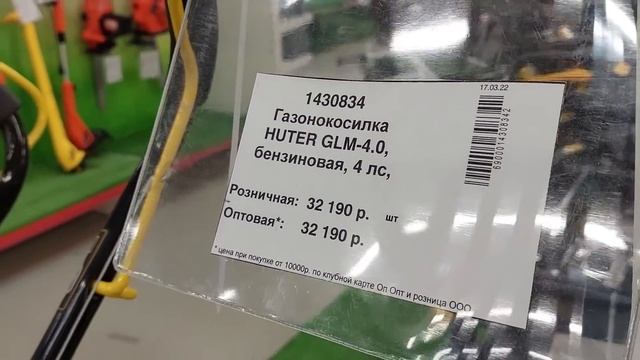 17.03.22
1430834
Газонокосилка
HUTER GLM-4.0,
бензиновая, 4 лс,
6900014308342
Розничная: 32 190 р. шт
Оптовая*: 32 190 р.
* цена при покупке от 10000р. по клубной карте Оп Опт и розница ООО